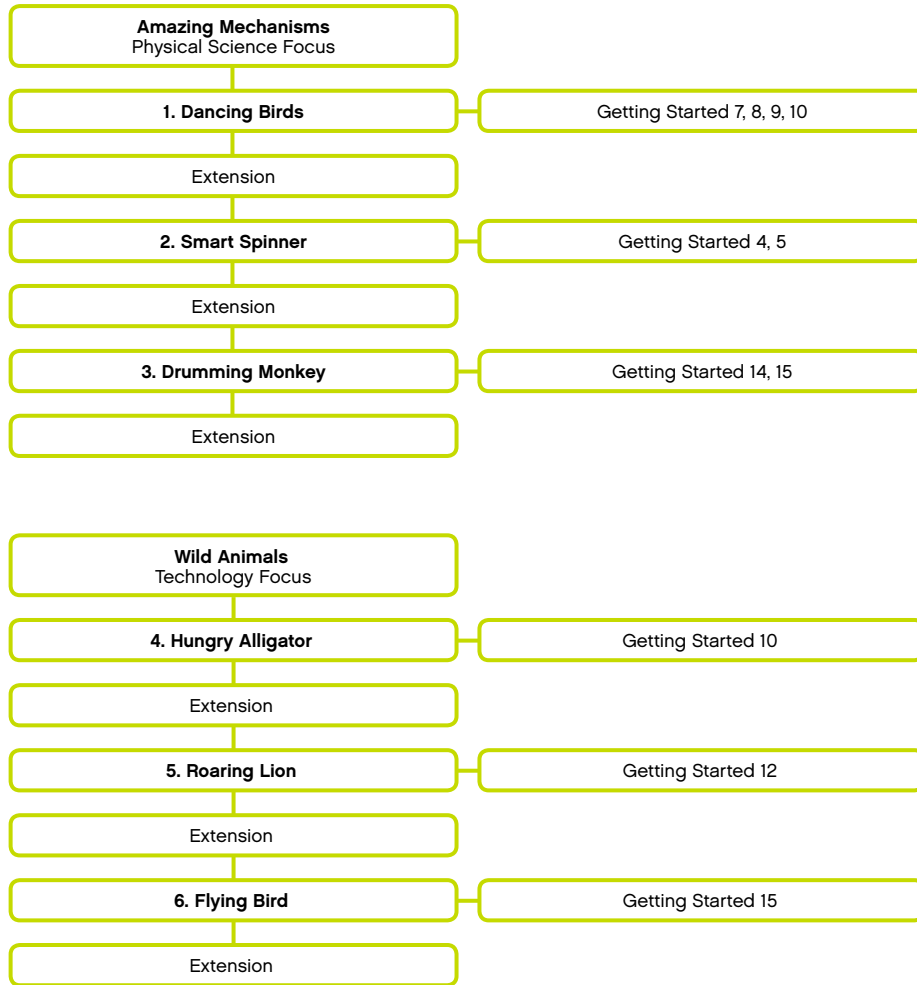 Amazing Mechanisms
Physical Science Focus
1. Dancing Birds
Getting Started 7, 8, 9, 10
Extension
2. Smart Spinner
Getting Started 4, 5
Extension
3. Drumming Monkey
Getting Started 14, 15
Extension
Wild Animals
Technology Focus
4. Hungry Alligator
Getting Started 10
Extension
5. Roaring Lion
Getting Started 12
Extension
6. Flying Bird
Getting Started 15
Extension